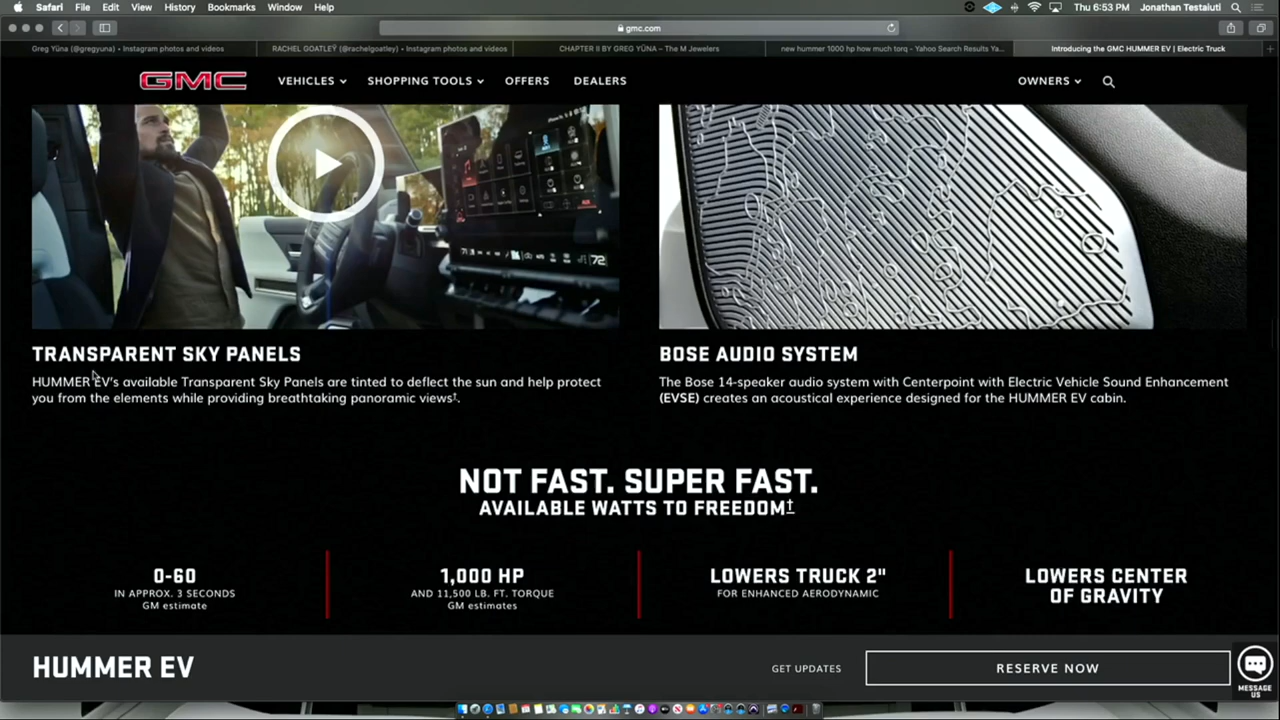 Safari File Edit View History Bookmarks Window Help
Thu 6:53 PM Jonathan Testaiuti
gmc.com
Greg Yüna (@gregyuna) • Instagram photos and videos
RACHEL GOATLEŸ (@rachelgoatley) • Instagram photos and videos
CHAPTER II BY GREG YÜNA – The M Jewelers
new hummer 1000 hp how much torq - Yahoo Search Results Ya...
Introducing the GMC HUMMER EV | Electric Truck
GMC VEHICLES SHOPPING TOOLS OFFERS DEALERS OWNERS
72
TRANSPARENT SKY PANELS
HUMMER EV's available Transparent Sky Panels are tinted to deflect the sun and help protect
you from the elements while providing breathtaking panoramic views‡.
BOSE AUDIO SYSTEM
The Bose 14-speaker audio system with Centerpoint with Electric Vehicle Sound Enhancement
(EVSE) creates an acoustical experience designed for the HUMMER EV cabin.
NOT FAST. SUPER FAST.
AVAILABLE WATTS TO FREEDOM†
0-60
IN APPROX. 3 SECONDS
GM estimate
1,000 HP
AND 11,500 LB. FT. TORQUE
GM estimates
LOWERS TRUCK 2"
FOR ENHANCED AERODYNAMIC
LOWERS CENTER
OF GRAVITY
HUMMER EV
GET UPDATES
RESERVE NOW
MESSAGE
US